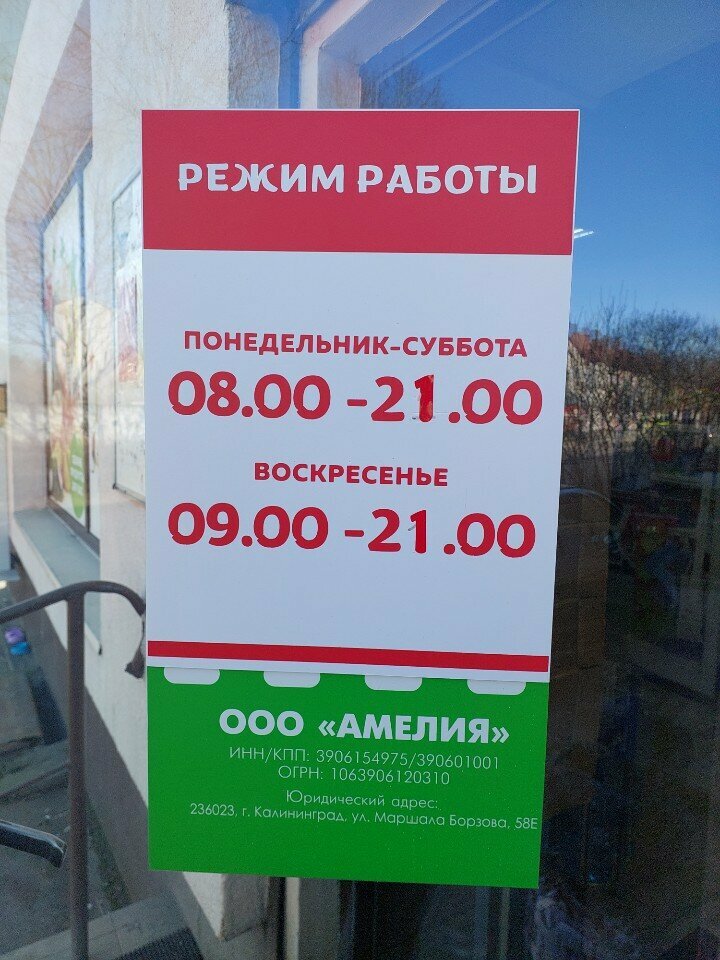 РЕЖИМ РАБОТЫ
ПОНЕДЕЛЬНИК-СУББОТА
08.00 -21.00
ВОСКРЕСЕНЬЕ
09.00 -21.00
ООО «АМЕЛИЯ»
ИНН/КПП: 3906154975/390601001
ОГРН: 1063906120310
Юридический адрес:
236023, г. Калининград, ул. Маршала Борзова, 58Е